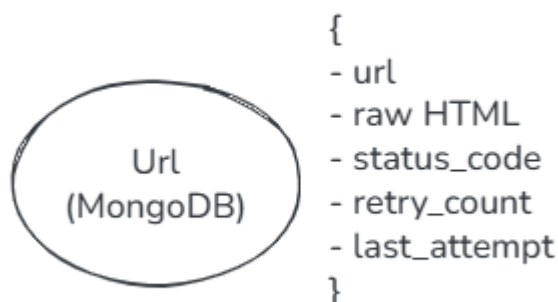 Url
(MongoDB)
{
- url
- raw HTML
- status_code
- retry_count
- last_attempt
}